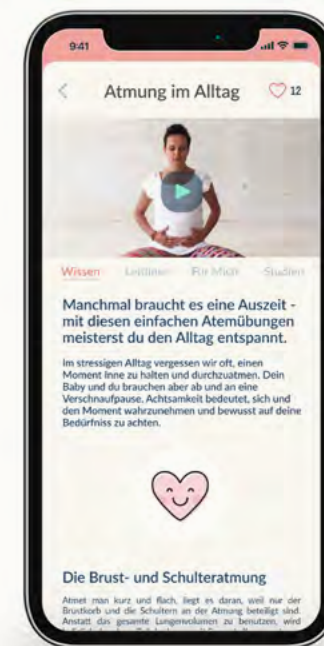 9:41
Atmung im Alltag 12
Wissen Leitlinien Für Mich Studien
Manchmal braucht es eine Auszeit -
mit diesen einfachen Atemübungen
meisterst du den Alltag entspannt.
Im stressigen Alltag vergessen wir oft, einen
Moment Inne zu halten und durchzuatmen. Dein
Baby und du brauchen aber ab und an eine
Verschnaufpause. Achtsamkeit bedeutet, sich und
den Moment wahrzunehmen und bewusst auf deine
Bedürfniss zu achten.
Die Brust- und Schulteratmung
Atmet man kurz und flach, liegt es daran, weil nur der
Brustkorb und die Schultern an der Atmung beteiligt sind.
Anstatt das gesamte Lungenvolumen zu benutzen, wird